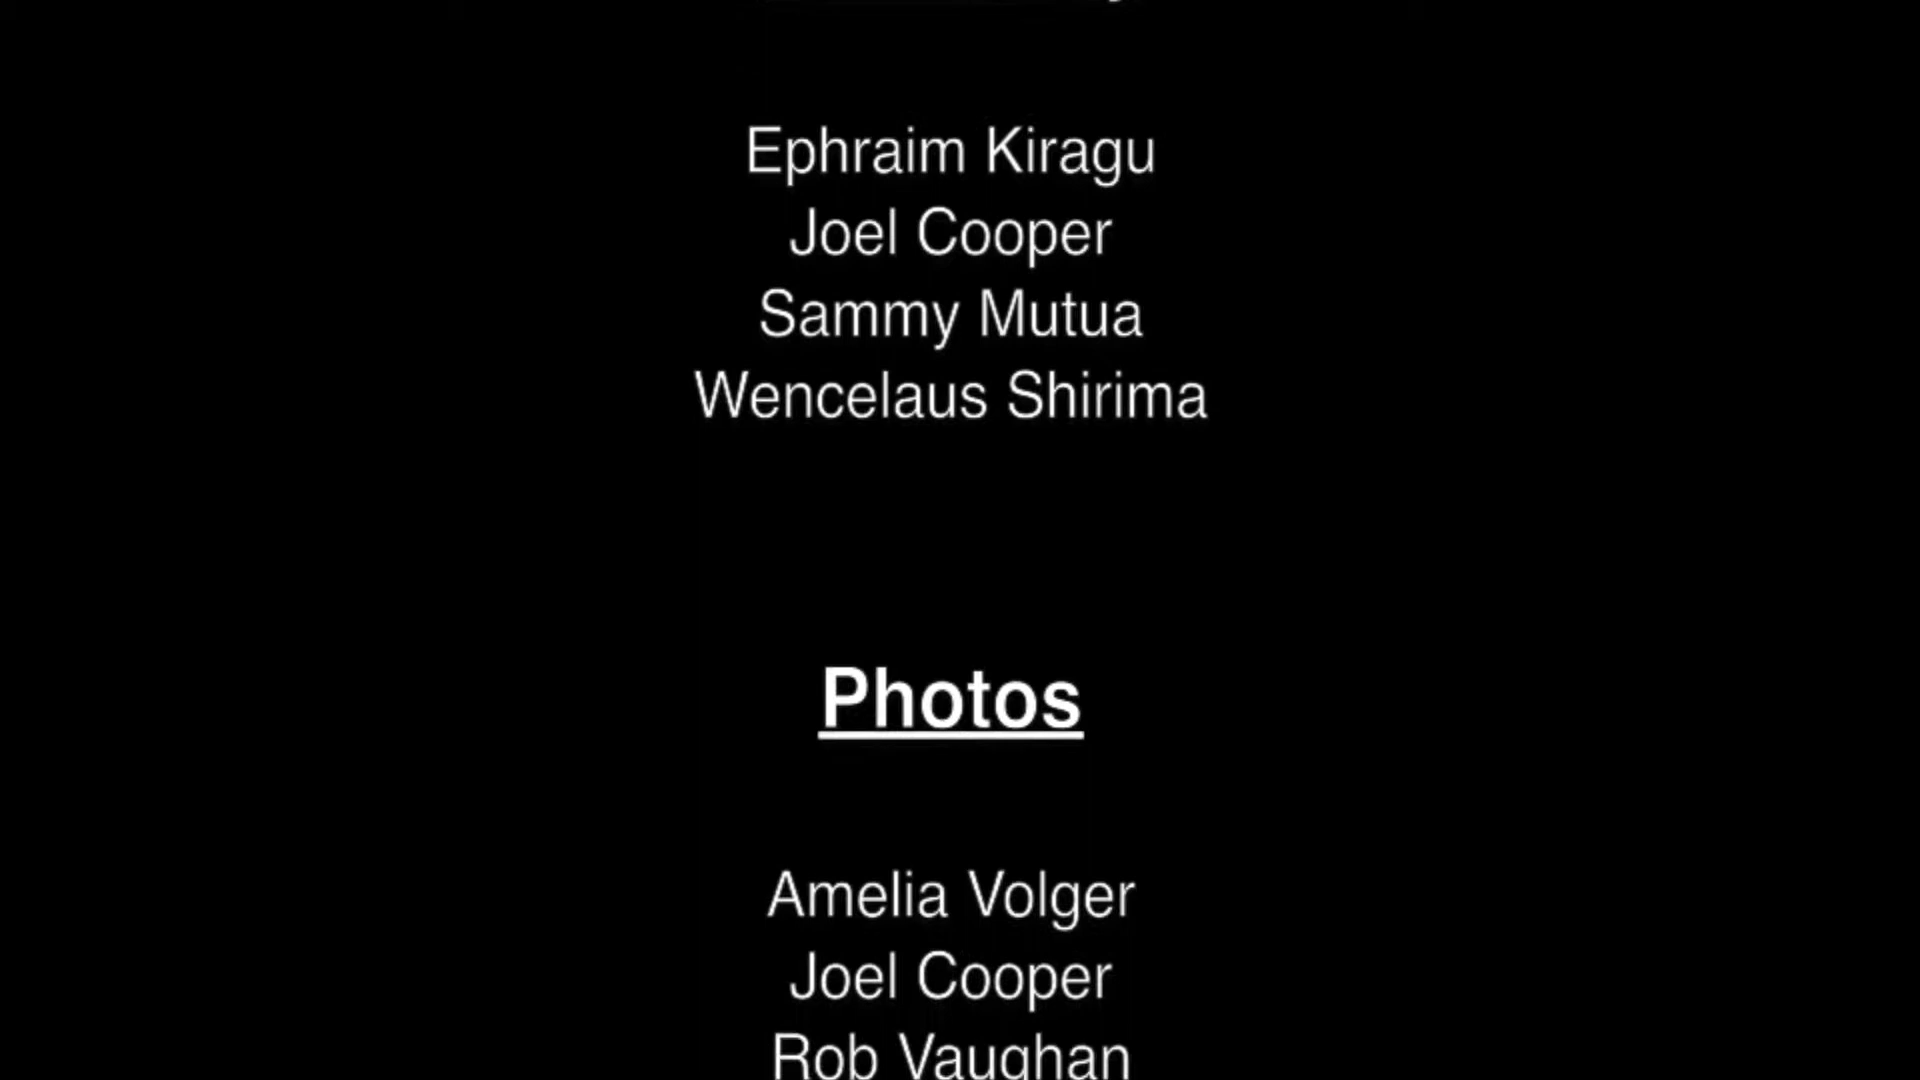 Ephraim Kiragu
Joel Cooper
Sammy Mutua
Wencelaus Shirima
Photos
Amelia Volger
Joel Cooper
Rob Vaughan